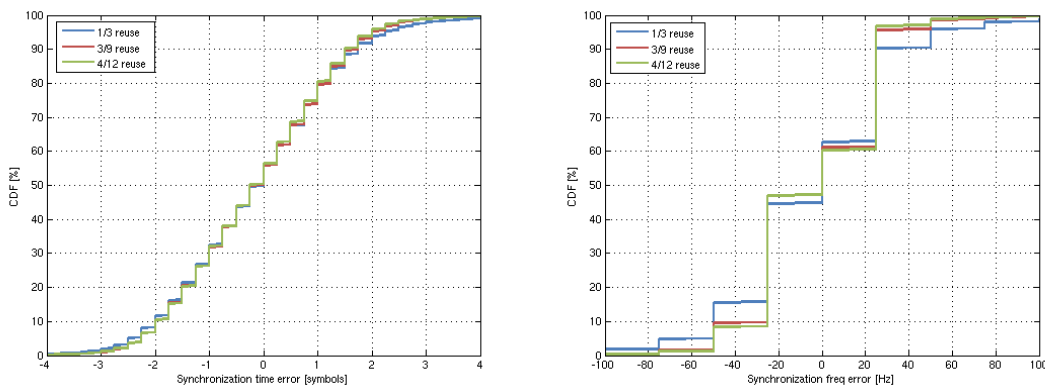 100
90
80
70
60
50
40
30
20
10
0
CDF [%]
1/3 reuse
3/9 reuse
4/12 reuse
-4 -3 -2 -1 0 1 2 3 4
Synchronization time error [symbols]
100
90
80
70
60
50
40
30
20
10
0
CDF [%]
1/3 reuse
3/9 reuse
4/12 reuse
-100 -80 -60 -40 -20 0 20 40 60 80 100
Synchronization freq error [Hz]